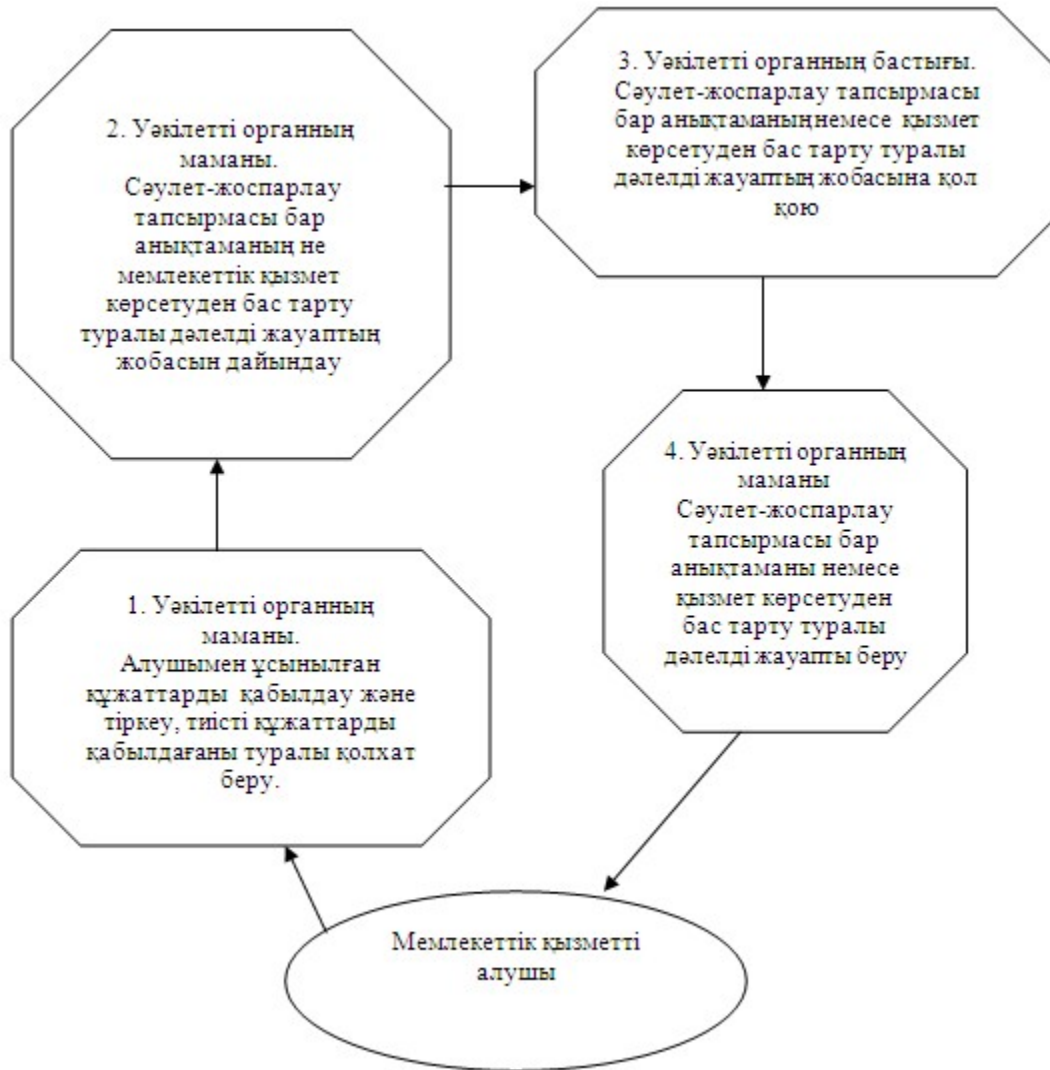 2. Уәкілетті органның
маманы.
Сәулет-жоспарлау
тапсырмасы бар
анықтаманың не
мемлекеттік қызмет
көрсетуден бас тарту
туралы дәлелді жауаптың
жобасын дайындау
3. Уәкілетті органның бастығы.
Сәулет-жоспарлау тапсырмасы
бар анықтаманың немесе қызмет
көрсетуден бас тарту туралы
дәлелді жауаптың жобасына қол
қою
4. Уәкілетті органның
маманы
Сәулет-жоспарлау
тапсырмасы бар
анықтаманы немесе
қызмет көрсетуден
бас тарту туралы
дәлелді жауапты беру
1. Уәкілетті органның
маманы.
Алушымен ұсынылған
құжаттарды қабылдау және
тіркеу, тиісті құжаттарды
қабылдағаны туралы қолхат
беру.
Мемлекеттік қызметті
алушы